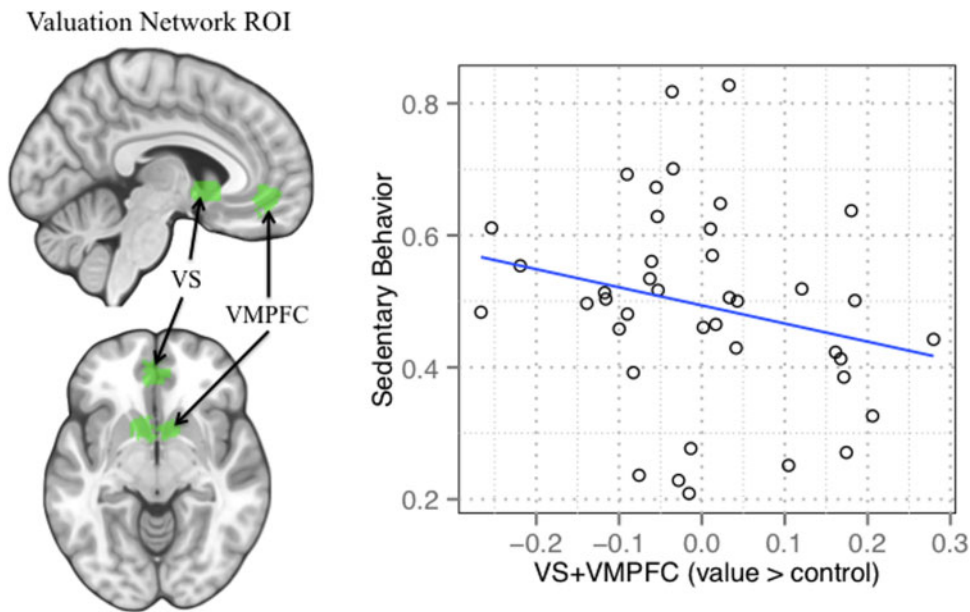 Valuation Network ROI
VS
VMPFC
Sedentary Behavior
0.8
0.6
0.4
0.2
−0.2 −0.1 0.0 0.1 0.2 0.3
VS+VMPFC (value > control)